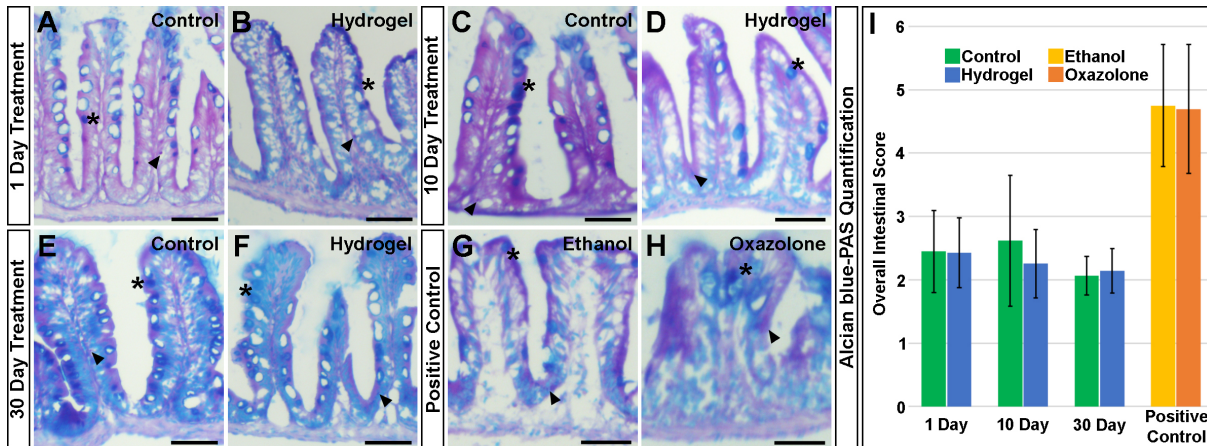 A Control
B Hydrogel
C Control
D Hydrogel
1 Day Treatment
10 Day Treatment
E Control
F Hydrogel
G Ethanol
H Oxazolone
30 Day Treatment
Positive Control
I
Alcian blue-PAS Quantification
Overall Intestinal Score
Control
Ethanol
Hydrogel
Oxazolone
6
5
4
3
2
1
0
1 Day
10 Day
30 Day
Positive
Control
*
*
*
*
*
*
*
*